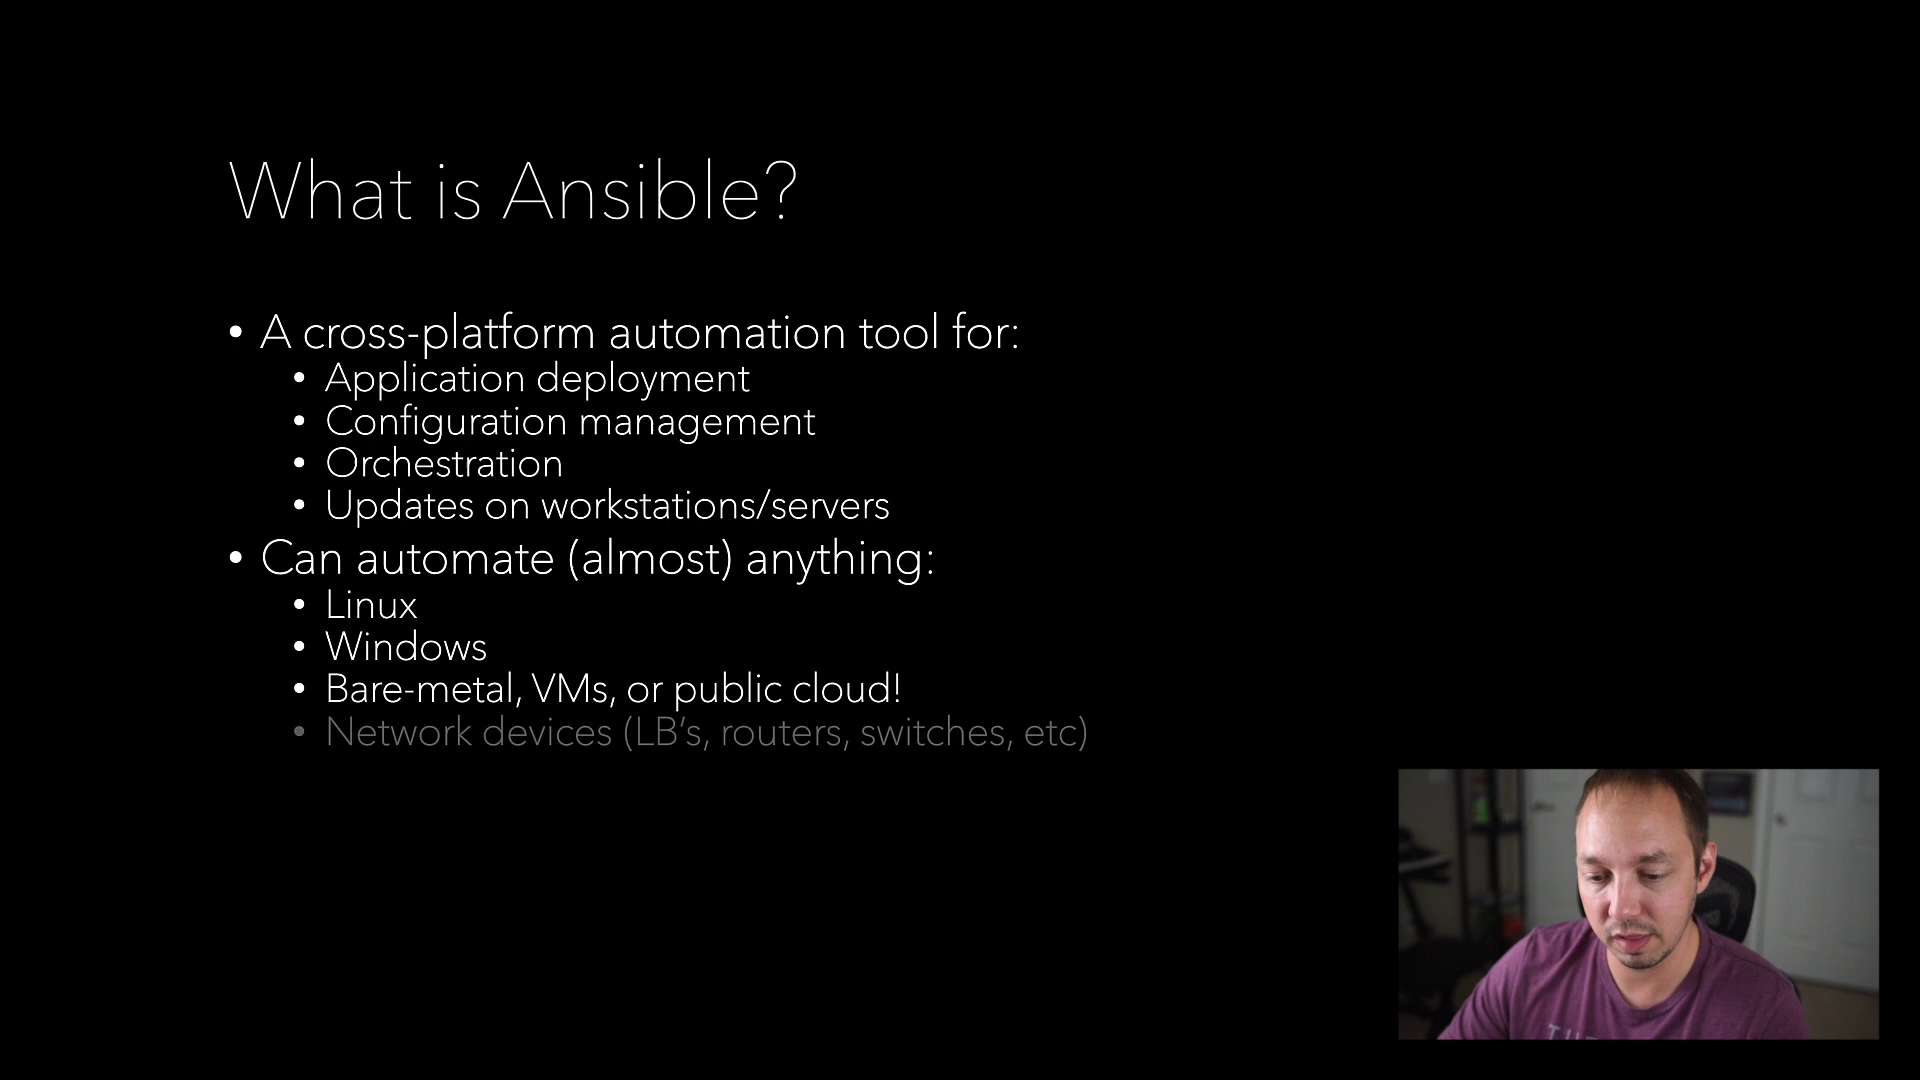 What is Ansible?
• A cross-platform automation tool for:
• Application deployment
• Configuration management
• Orchestration
• Updates on workstations/servers
• Can automate (almost) anything:
• Linux
• Windows
• Bare-metal, VMs, or public cloud!
• Network devices (LB’s, routers, switches, etc)